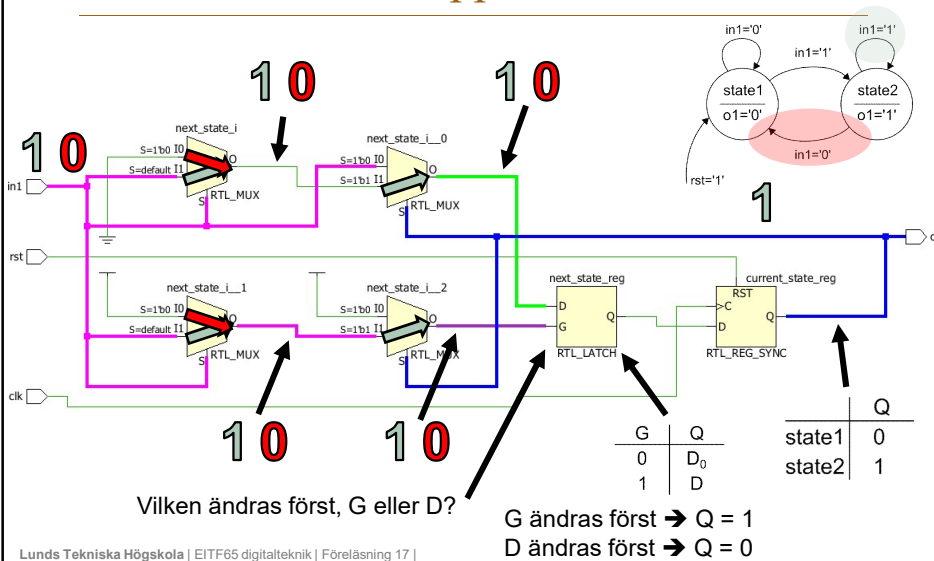 in1='0'
in1='1'
in1='1'
state1
o1='0'
state2
o1='1'
in1='0'
rst='1'
1 0
1 0
1 0
1
next_state_i
S=1'b0 I0
S=default I1
O
S
RTL_MUX
next_state_i__0
S=1'b0 I0
S=1'b1 I1
O
S
RTL_MUX
in1
rst
clk
next_state_i__1
S=1'b0 I0
S=default I1
O
S
RTL_MUX
next_state_i__2
S=1'b0 I0
S=1'b1 I1
O
S
RTL_MUX
next_state_reg
D
G
Q
RTL_LATCH
current_state_reg
RST
C
D
Q
RTL_REG_SYNC
1 0
1 0
G Q
0 D₀
1 D
Q
state1 0
state2 1
Vilken ändras först, G eller D?
G ändras först ➔ Q = 1
D ändras först ➔ Q = 0
Lunds Tekniska Högskola | EITF65 digitalteknik | Föreläsning 17 |